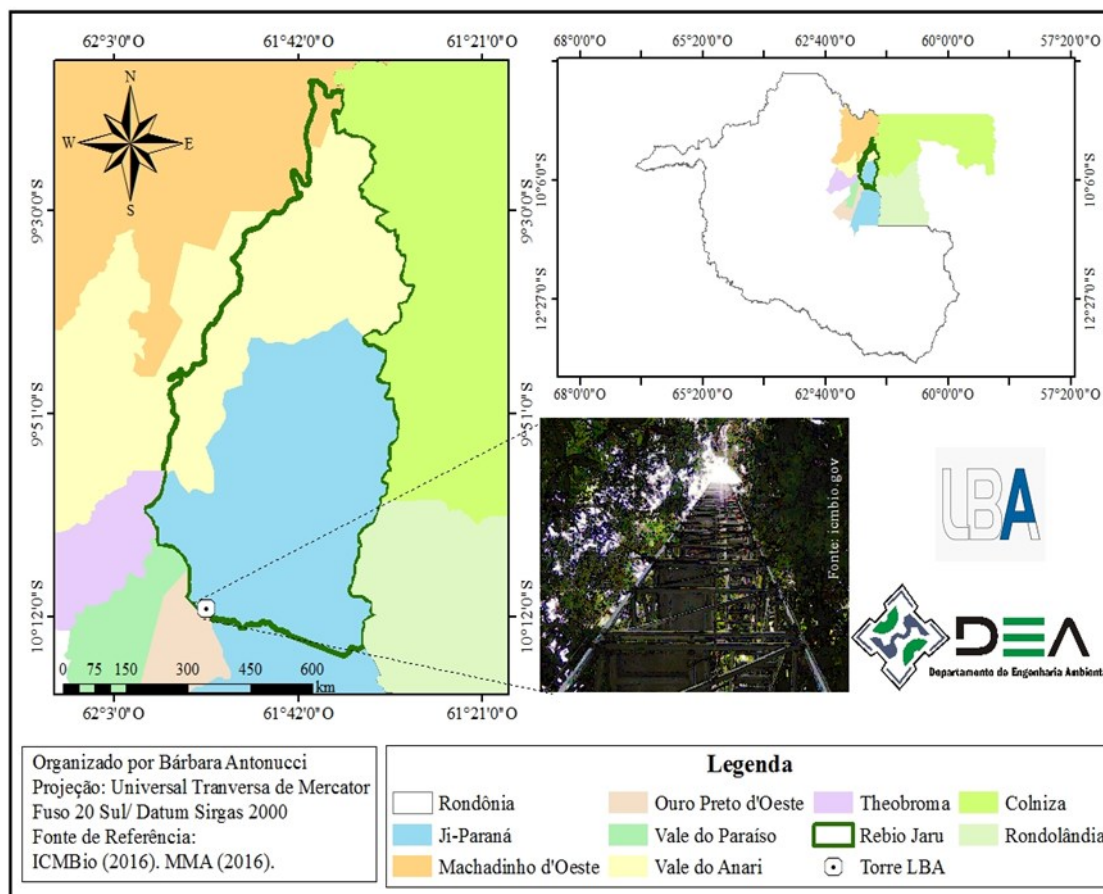 62°3'0"O
61°42'0"O
61°21'0"O
N
W
E
S
9°30'0"S
9°30'0"S
9°51'0"S
9°51'0"S
10°12'0"S
10°12'0"S
0 75 150 300 450 600
km
62°3'0"O
61°42'0"O
61°21'0"O
68°0'0"O
65°20'0"O
62°40'0"O
60°0'0"O
57°20'0"O
10°6'0"S
10°6'0"S
12°27'0"S
12°27'0"S
68°0'0"O
65°20'0"O
62°40'0"O
60°0'0"O
57°20'0"O
Fonte: icmbio.gov
LBA
DEA
Departamento de Engenharia Ambienta
Organizado por Bárbara Antonucci
Projeção: Universal Tranversa de Mercator
Fuso 20 Sul/ Datum Sirgas 2000
Fonte de Referência:
ICMBio (2016). MMA (2016).
Legenda
Rondônia
Ouro Preto d'Oeste
Theobroma
Colniza
Ji-Paraná
Vale do Paraíso
Rebio Jaru
Rondolândia
Machadinho d'Oeste
Vale do Anari
Torre LBA